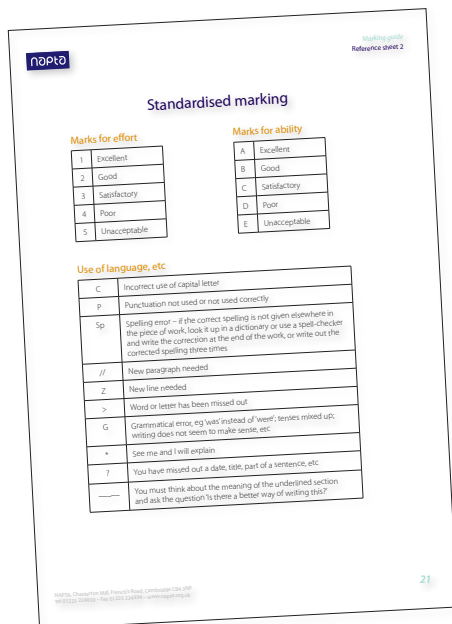 napta
Marking guide
Reference sheet 2
Standardised marking
Marks for effort
1 Excellent
2 Good
3 Satisfactory
4 Poor
5 Unacceptable
Marks for ability
A Excellent
B Good
C Satisfactory
D Poor
E Unacceptable
Use of language, etc
C Incorrect use of capital letter
P Punctuation not used or not used correctly
Sp Spelling error – if the correct spelling is not given elsewhere in
the piece of work, look it up in a dictionary or use a spell-checker
and write the correction at the end of the work, or write out the
corrected spelling three times
// New paragraph needed
Z New line needed
> Word or letter has been missed out
G Grammatical error, eg 'was' instead of 'were'; tenses mixed up;
writing does not seem to make sense, etc
* See me and I will explain
? You have missed out a date, title, part of a sentence, etc
____ You must think about the meaning of the underlined section
and ask the question 'Is there a better way of writing this?'
21